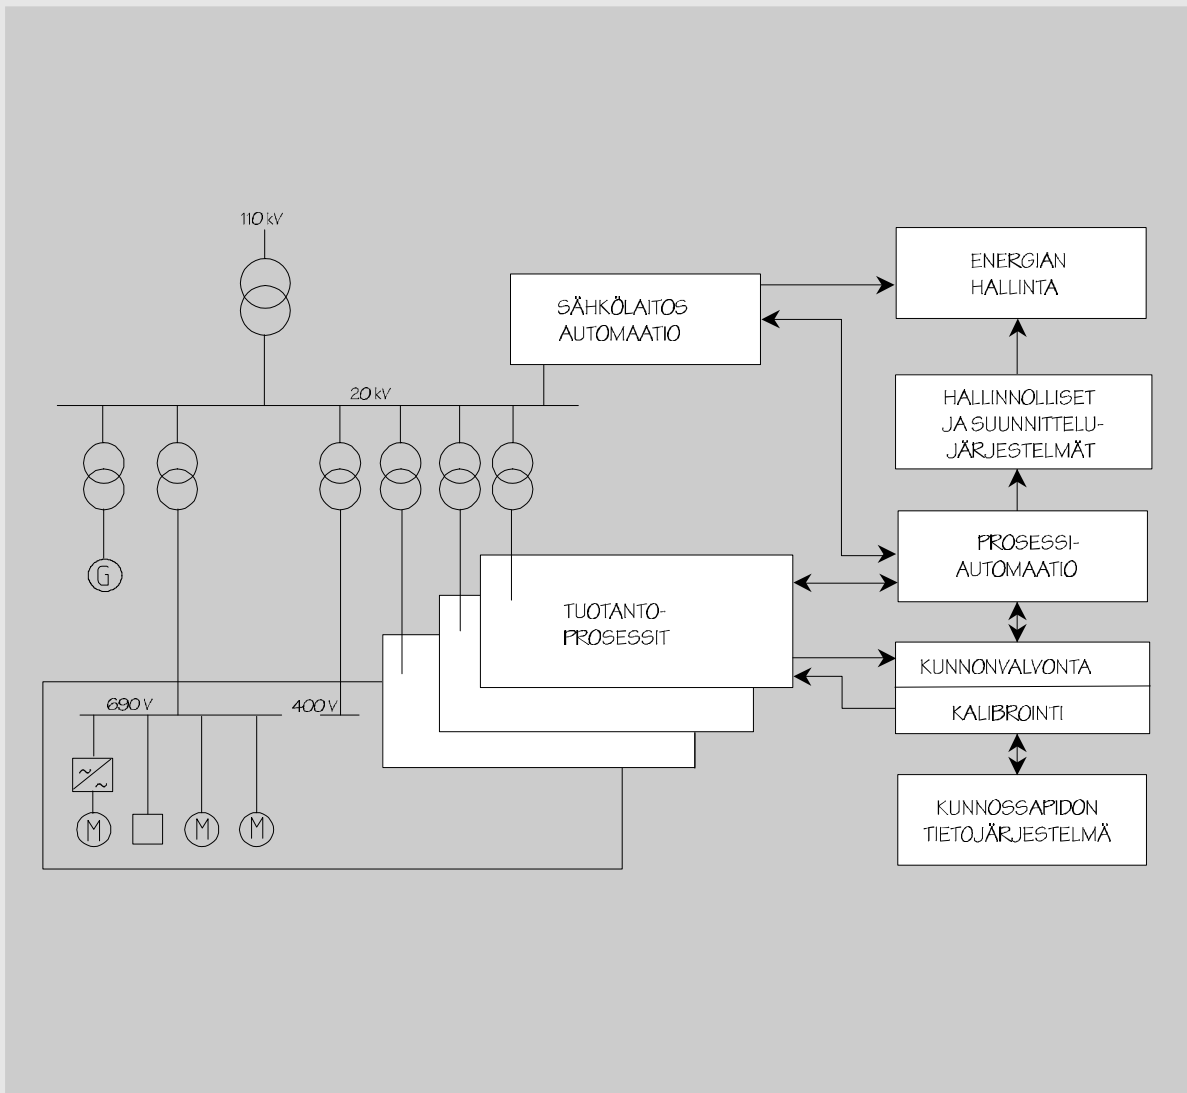 110 kV
20 kV
SÄHKÖLAITOS
AUTOMAATIO
ENERGIAN
HALLINTA
HALLINNOLLISET
JA SUUNNITTELU-
JÄRJESTELMÄT
PROSESSI-
AUTOMAATIO
G
TUOTANTO-
PROSESSIT
KUNNONVALVONTA
KALIBROINTI
690 V
400 V
~
~
M
M
M
KUNNOSSAPIDON
TIETOJÄRJESTELMÄ